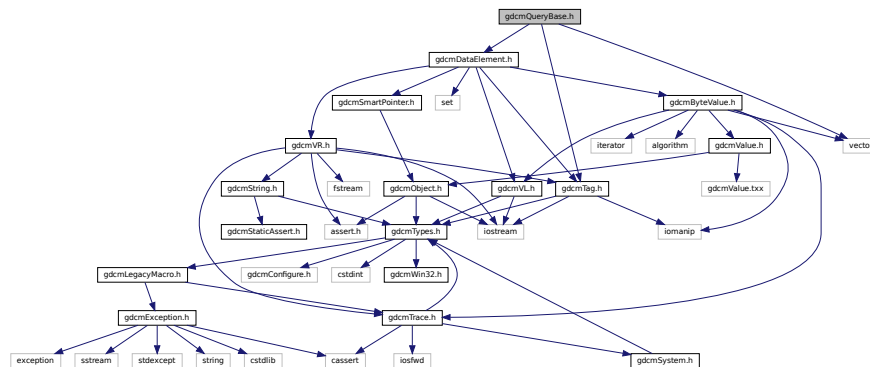 gdcmQueryBase.h
gdcmDataElement.h
gdcmSmartPointer.h
set
gdcmByteValue.h
gdcmVR.h
iterator
algorithm
gdcmValue.h
vecto
gdcmString.h
fstream
gdcmObject.h
gdcmVL.h
gdcmTag.h
gdcmValue.txx
gdcmStaticAssert.h
assert.h
gdcmTypes.h
iostream
iomanip
gdcmLegacyMacro.h
gdcmConfigure.h
cstdint
gdcmWin32.h
gdcmException.h
gdcmTrace.h
exception
sstream
stdexcept
string
cstdlib
cassert
iosfwd
gdcmSystem.h